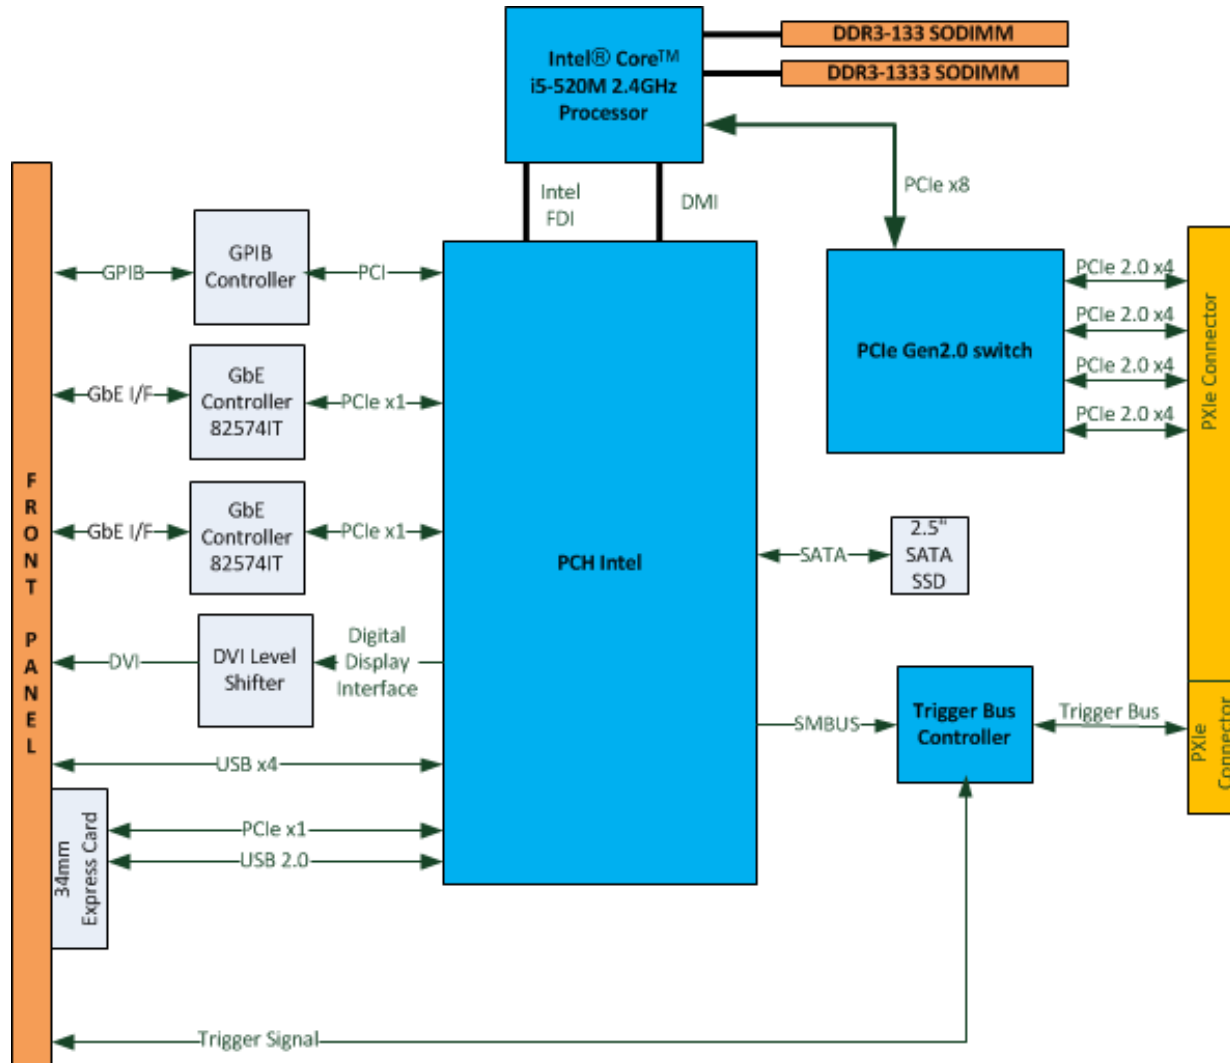 Intel® Core™
i5-520M 2.4GHz
Processor
DDR3-133 SODIMM
DDR3-1333 SODIMM
Intel
FDI
DMI
PCIe x8
GPIB
GPIB
Controller
PCI
GbE I/F
GbE
Controller
82574IT
PCIe x1
GbE I/F
GbE
Controller
82574IT
PCIe x1
DVI
DVI Level
Shifter
Digital
Display
Interface
USB x4
PCIe x1
USB 2.0
34mm
Express Card
FRONT PANEL
Trigger Signal
PCH Intel
PCIe Gen2.0 switch
PCIe 2.0 x4
PCIe 2.0 x4
PCIe 2.0 x4
PCIe 2.0 x4
PXIe Connector
SATA
2.5"
SATA
SSD
SMBUS
Trigger Bus
Controller
Trigger Bus
PXIe
Connector